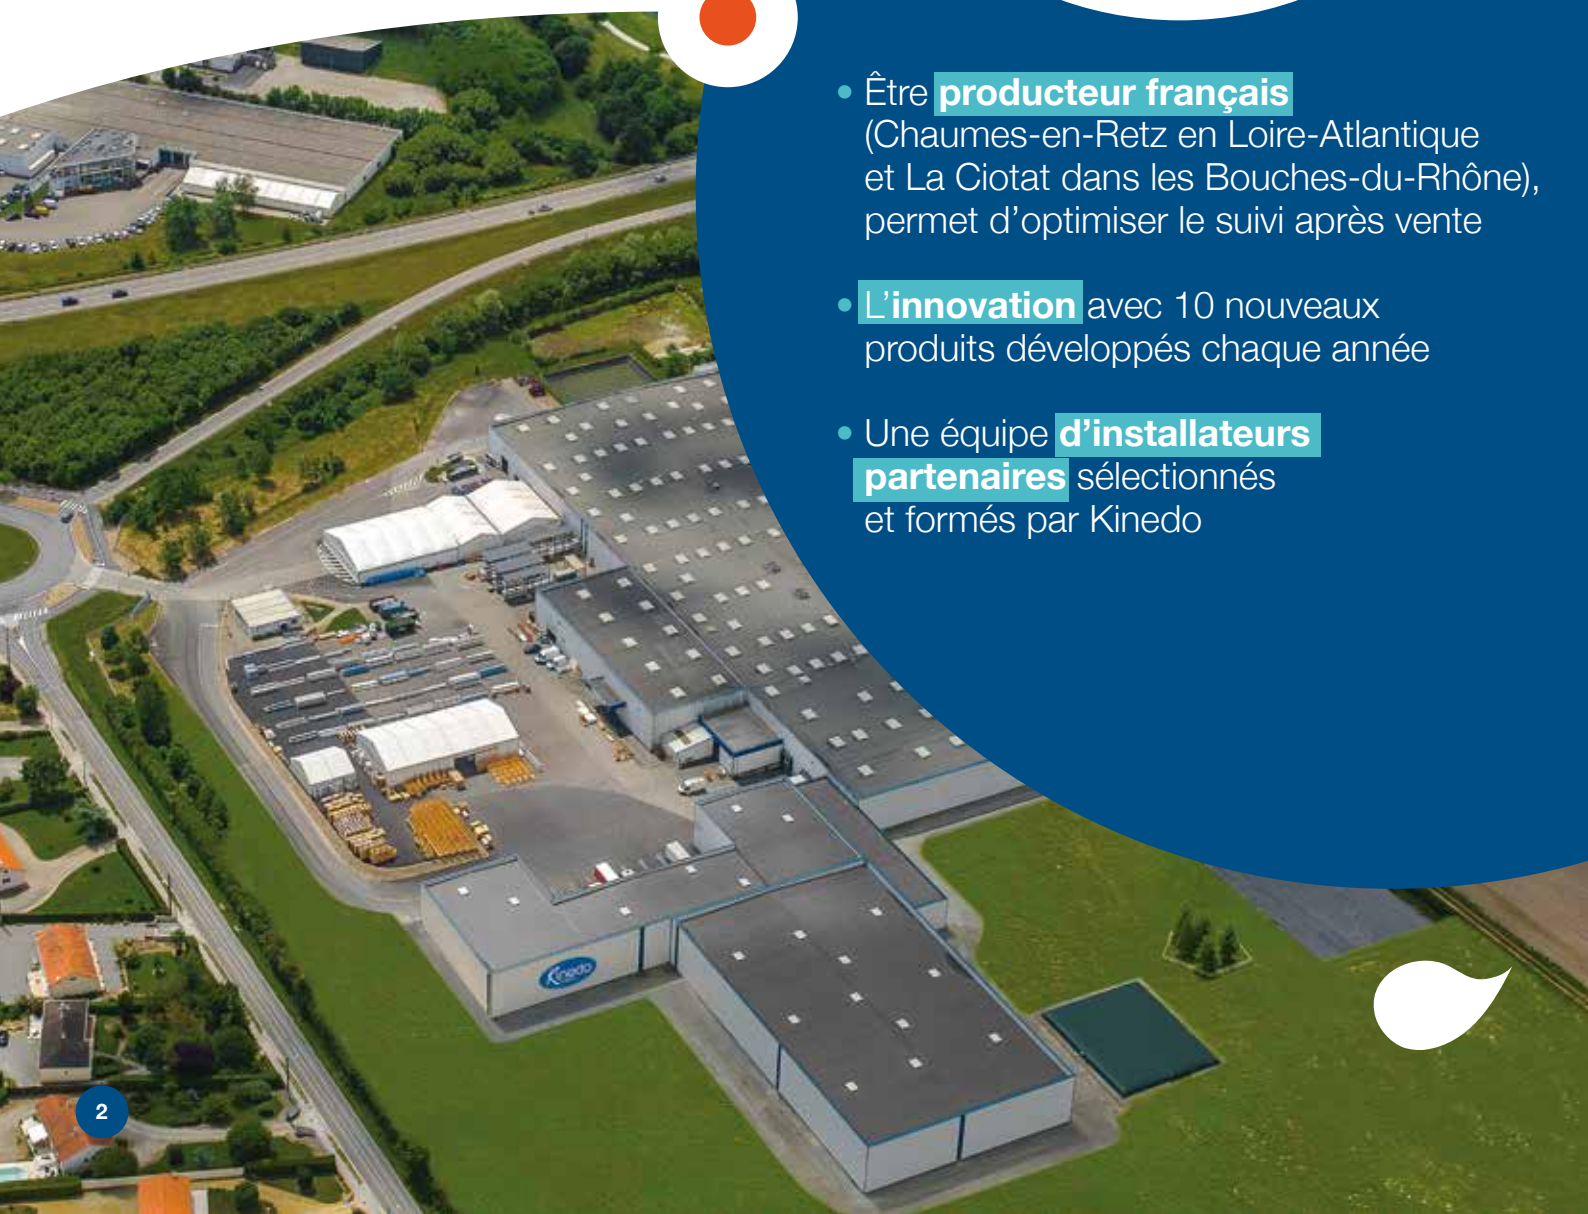 • Être producteur français
(Chaumes-en-Retz en Loire-Atlantique
et La Ciotat dans les Bouches-du-Rhône),
permet d’optimiser le suivi après vente
• L’innovation avec 10 nouveaux
produits développés chaque année
• Une équipe d’installateurs
partenaires sélectionnés
et formés par Kinedo
Kinedo
2